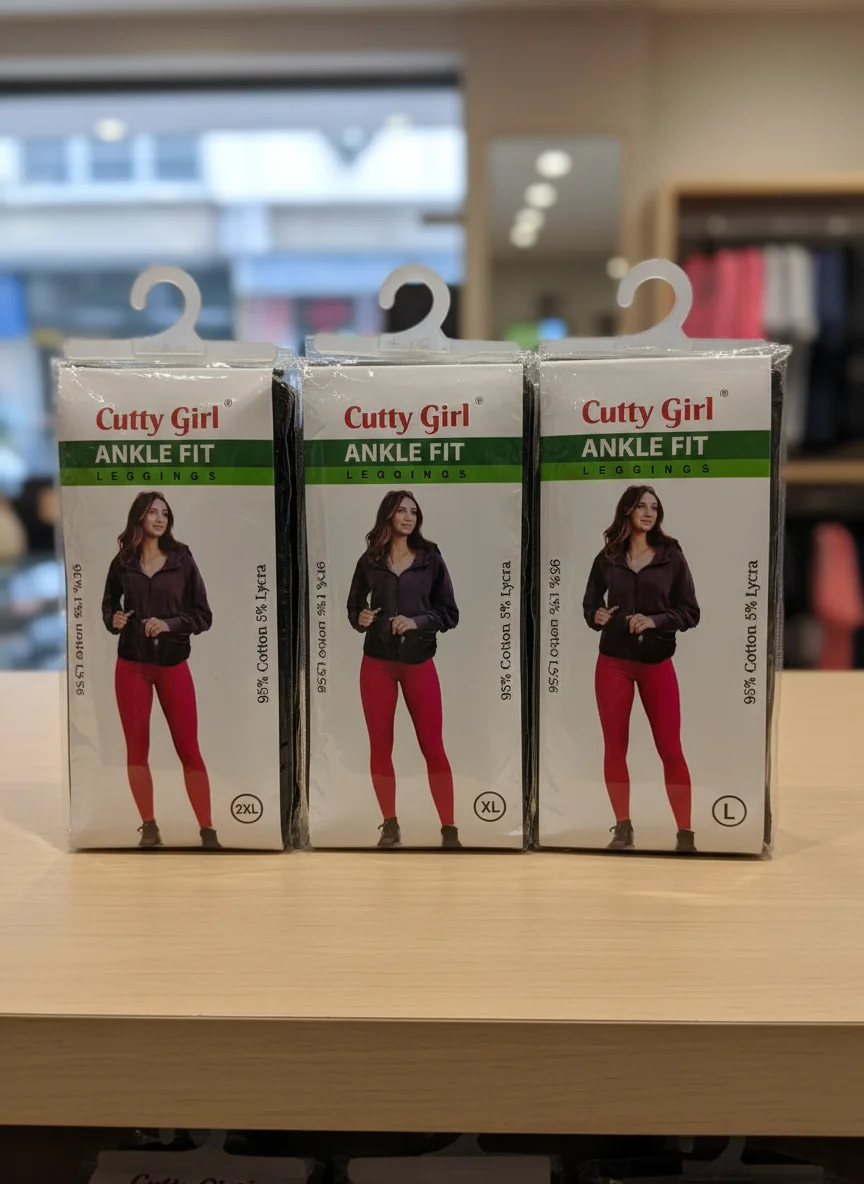 Cutty Girl®
ANKLE FIT
LEGGINGS
95% Cotton 5% Lycra
2XL
Cutty Girl®
ANKLE FIT
LEGGINGS
95% Cotton 5% Lycra
XL
Cutty Girl®
ANKLE FIT
LEGGINGS
95% Cotton 5% Lycra
L